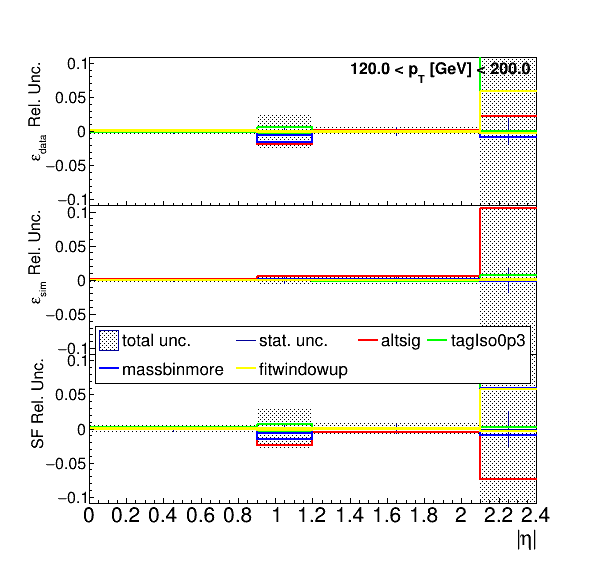 120.0 < p_T [GeV] < 200.0
ε_data Rel. Unc.
0.1
0.05
0
−0.05
−0.1
ε_sim Rel. Unc.
0.1
0.05
0
−0.05
−0.1
total unc. stat. unc. altsig tagIso0p3
massbinmore fitwindowup
SF Rel. Unc.
0.1
0.05
0
−0.05
−0.1
0 0.2 0.4 0.6 0.8 1 1.2 1.4 1.6 1.8 2 2.2 2.4
|η|